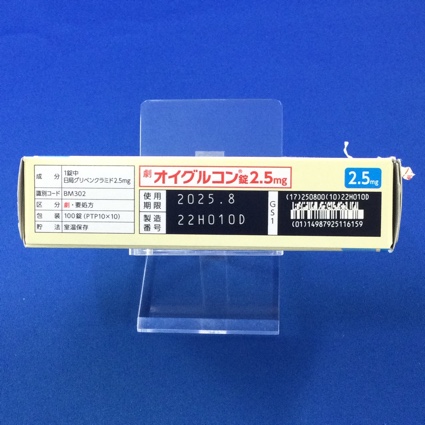 成分 1錠中
日局グリベンクラミド2.5mg
識別コード BM302
区分 劇・要処方
包装 100錠(PTP10×10)
貯法 室温保存
劇 オイグルコン®錠2.5mg
使用期限 2025.8
製造番号 22H010D
GS1
2.5mg
(17)250800(10)22H010D
(01)14987925116159